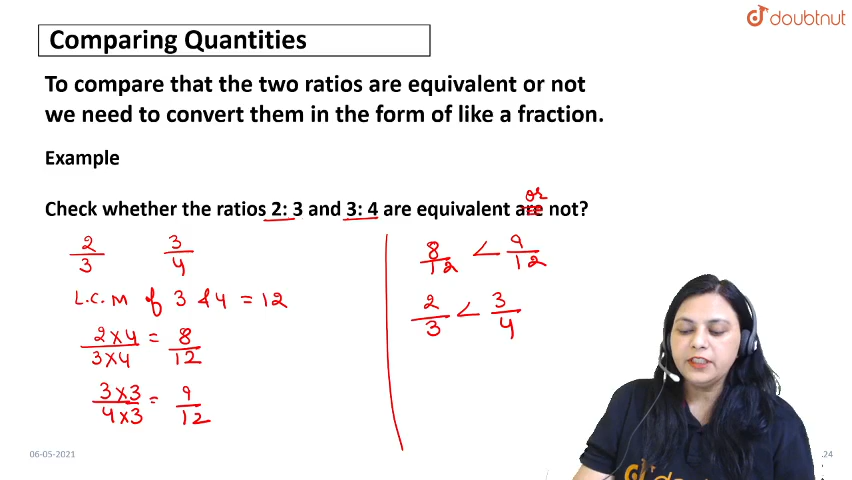 doubtnut
Comparing Quantities
To compare that the two ratios are equivalent or not
we need to convert them in the form of like a fraction.
Example
or
Check whether the ratios 2: 3 and 3: 4 are equivalent are not?
2/3 3/4
L.C.M of 3 & 4 = 12
2×4/3×4 = 8/12
3×3/4×3 = 9/12
8/12 < 9/12
2/3 < 3/4
06-05-2021
.24